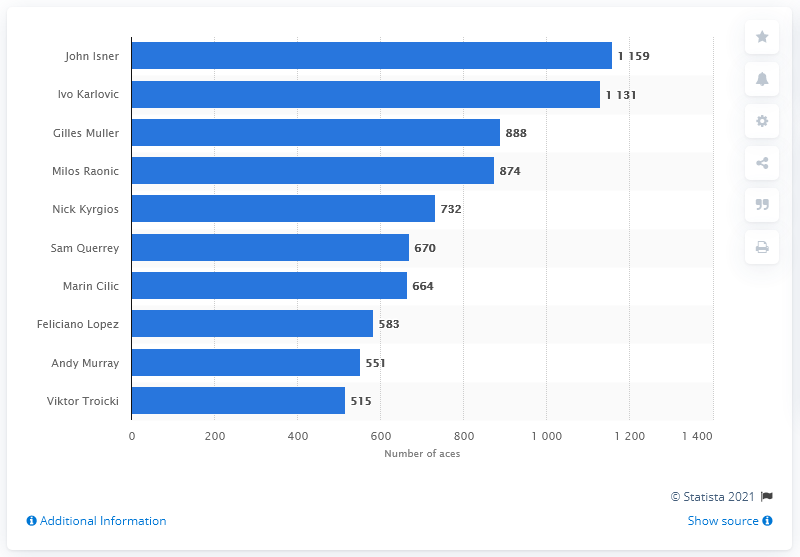 John Isner 1 159
Ivo Karlovic 1 131
Gilles Muller 888
Milos Raonic 874
Nick Kyrgios 732
Sam Querrey 670
Marin Cilic 664
Feliciano Lopez 583
Andy Murray 551
Viktor Troicki 515
0 200 400 600 800 1 000 1 200 1 400
Number of aces
© Statista 2021
Additional Information Show source